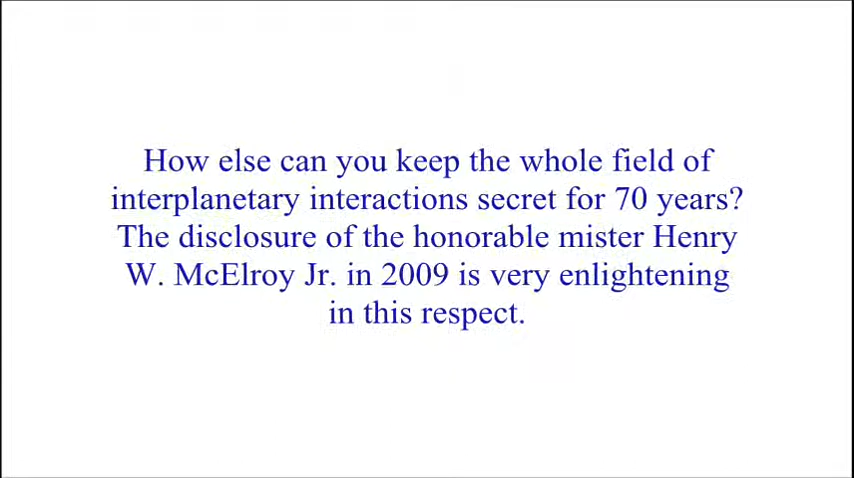 How else can you keep the whole field of
interplanetary interactions secret for 70 years?
The disclosure of the honorable mister Henry
W. McElroy Jr. in 2009 is very enlightening
in this respect.